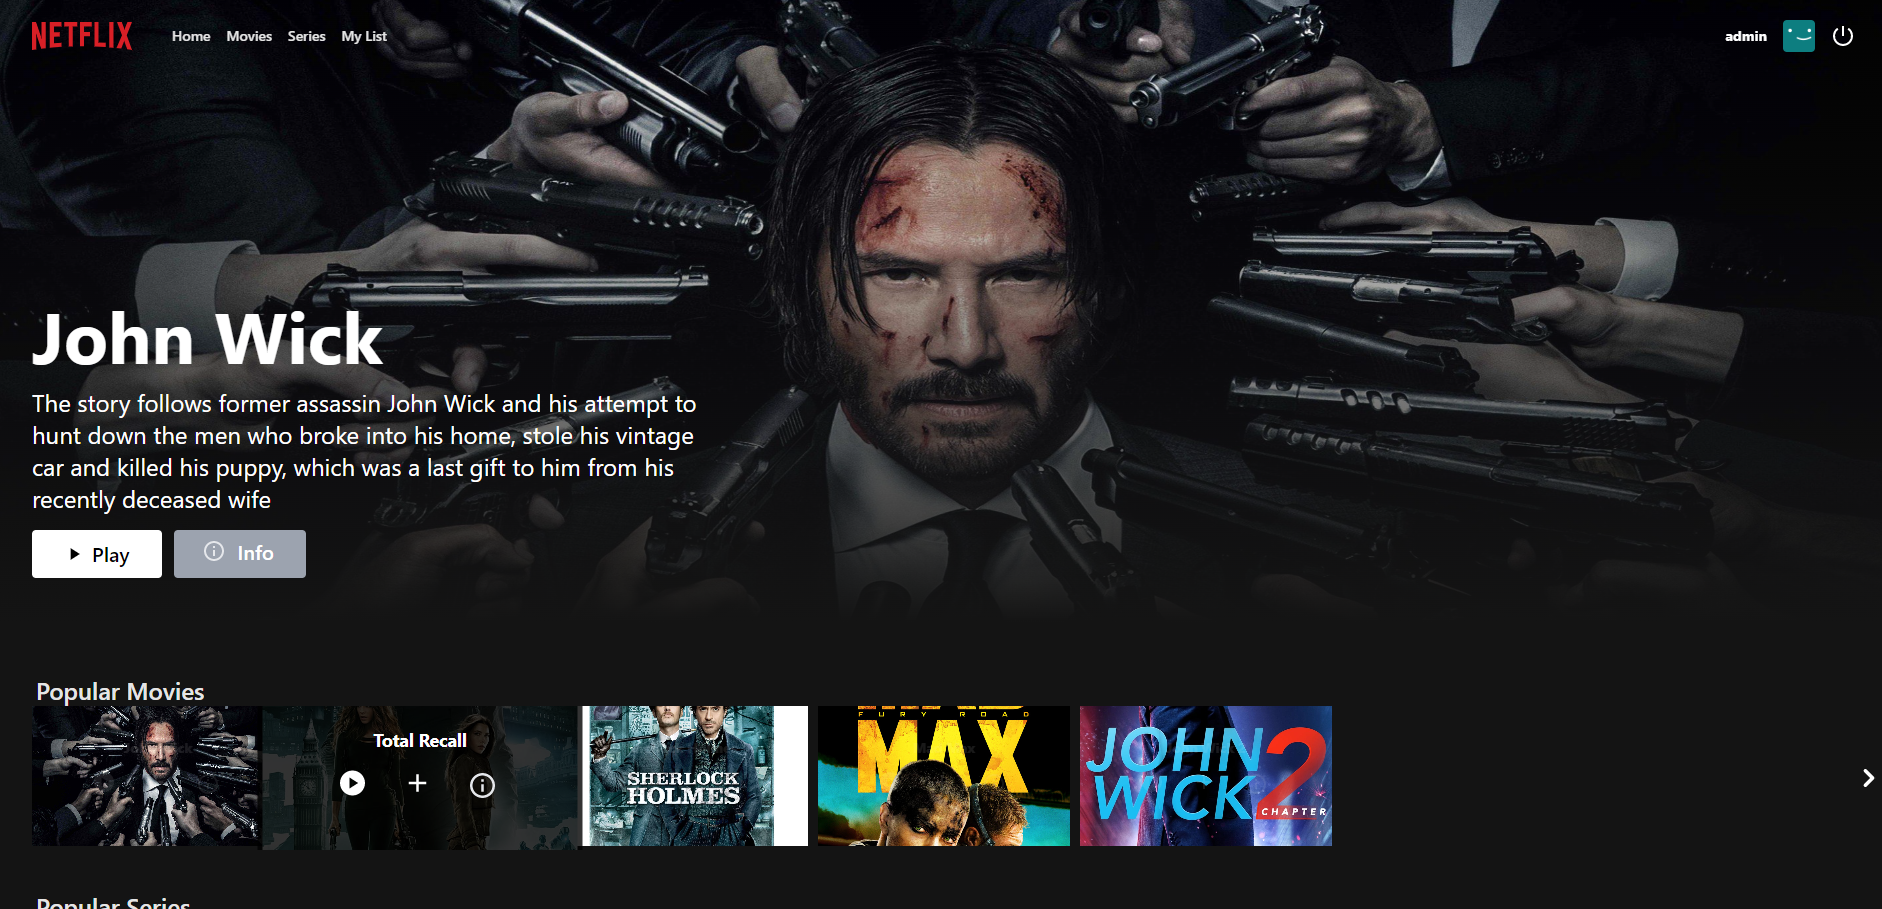 NETFLIX
Home Movies Series My List
admin
John Wick
The story follows former assassin John Wick and his attempt to
hunt down the men who broke into his home, stole his vintage
car and killed his puppy, which was a last gift to him from his
recently deceased wife
Play
Info
Popular Movies
Total Recall
SHERLOCK
HOLMES
MAD
FURY ROAD
MAX
JOHN
WICK 2
CHAPTER
Popular Series